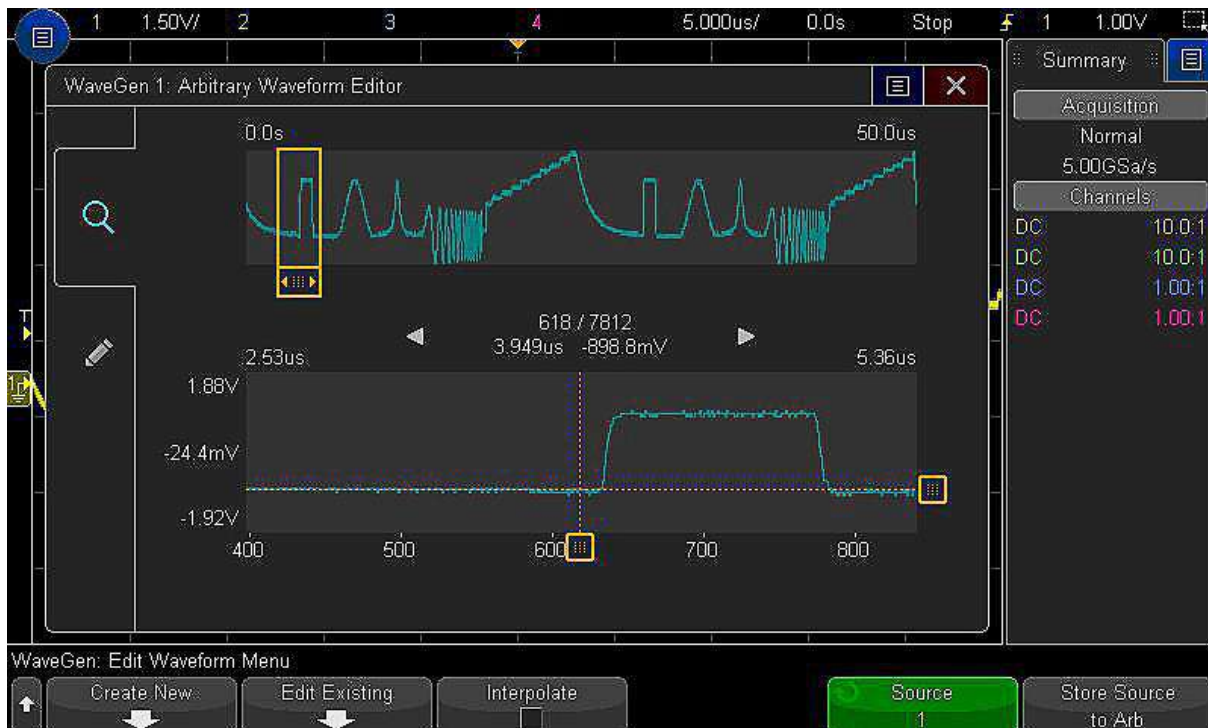 1 1.50V/ 2 3 4 5.000us/ 0.0s Stop 1 1.00V
Summary
WaveGen 1: Arbitrary Waveform Editor
Acquisition
Normal
5.00GSa/s
Channels
DC 10.0:1
DC 10.0:1
DC 1.00:1
DC 1.00:1
0.0s 50.0us
618 / 7812
3.949us -898.8mV
2.53us 5.36us
T
1
1.88V
-24.4mV
-1.92V
400 500 600 700 800
WaveGen: Edit Waveform Menu
Create New Edit Existing Interpolate Source Store Source
1 to Arb